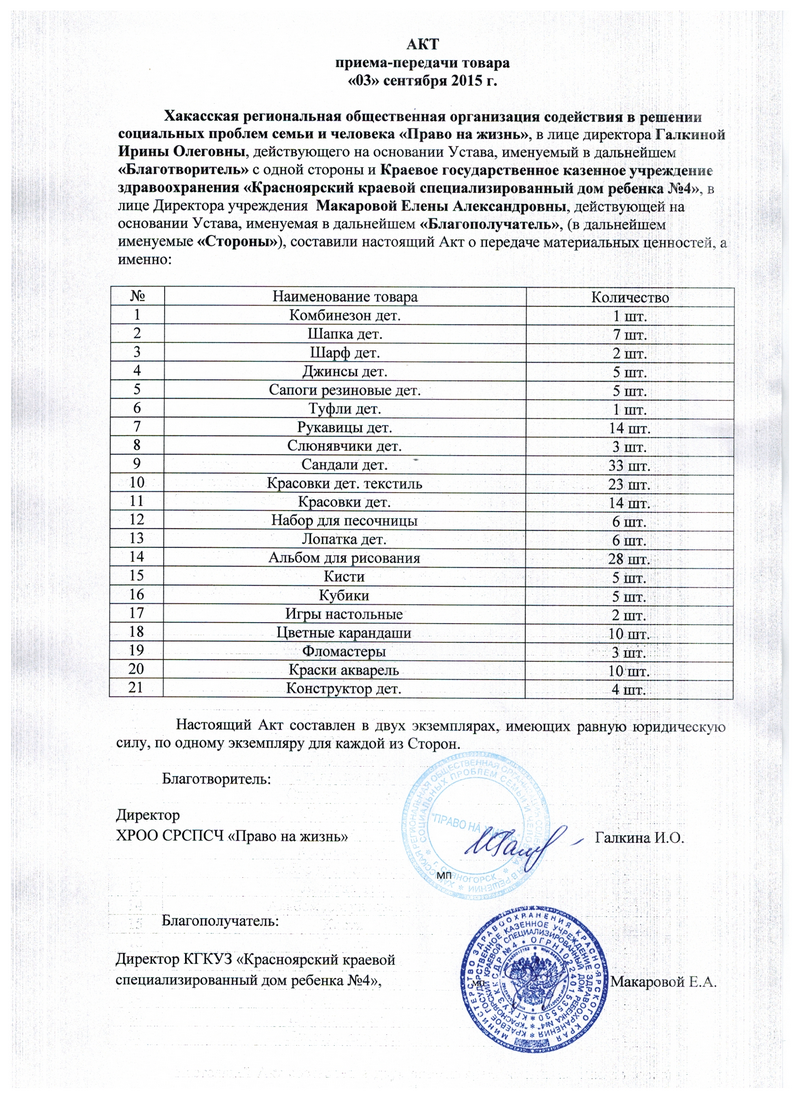 АКТ
приема-передачи товара
«03» сентября 2015 г.
Хакасская региональная общественная организация содействия в решении
социальных проблем семьи и человека «Право на жизнь», в лице директора Галкиной
Ирины Олеговны, действующего на основании Устава, именуемый в дальнейшем
«Благотворитель» с одной стороны и Краевое государственное казенное учреждение
здравоохранения «Красноярский краевой специализированный дом ребенка №4», в
лице Директора учреждения Макаровой Елены Александровны, действующей на
основании Устава, именуемая в дальнейшем «Благополучатель», (в дальнейшем
именуемые «Стороны»), составили настоящий Акт о передаче материальных ценностей, а
именно:
№ Наименование товара Количество
1 Комбинезон дет. 1 шт.
2 Шапка дет. 7 шт.
3 Шарф дет. 2 шт.
4 Джинсы дет. 5 шт.
5 Сапоги резиновые дет. 5 шт.
6 Туфли дет. 1 шт.
7 Рукавицы дет. 14 шт.
8 Слюнявчики дет. 3 шт.
9 Сандали дет. 33 шт.
10 Красовки дет. текстиль 23 шт.
11 Красовки дет. 14 шт.
12 Набор для песочницы 6 шт.
13 Лопатка дет. 6 шт.
14 Альбом для рисования 28 шт.
15 Кисти 5 шт.
16 Кубики 5 шт.
17 Игры настольные 2 шт.
18 Цветные карандаши 10 шт.
19 Фломастеры 3 шт.
20 Краски акварель 10 шт.
21 Конструктор дет. 4 шт.
Настоящий Акт составлен в двух экземплярах, имеющих равную юридическую
силу, по одному экземпляру для каждой из Сторон.
Благотворитель:
Директор
ХРОО СРСПСЧ «Право на жизнь» Галкина И.О.
"ПРАВО НА
мп
Благополучатель:
Директор КГКУЗ «Красноярский краевой
специализированный дом ребенка №4», Макаровой Е.А.
МИНИСТЕРСТВО ЗДРАВООХРАНЕНИЯ КРАСНОЯРСКОГО КРАЯ